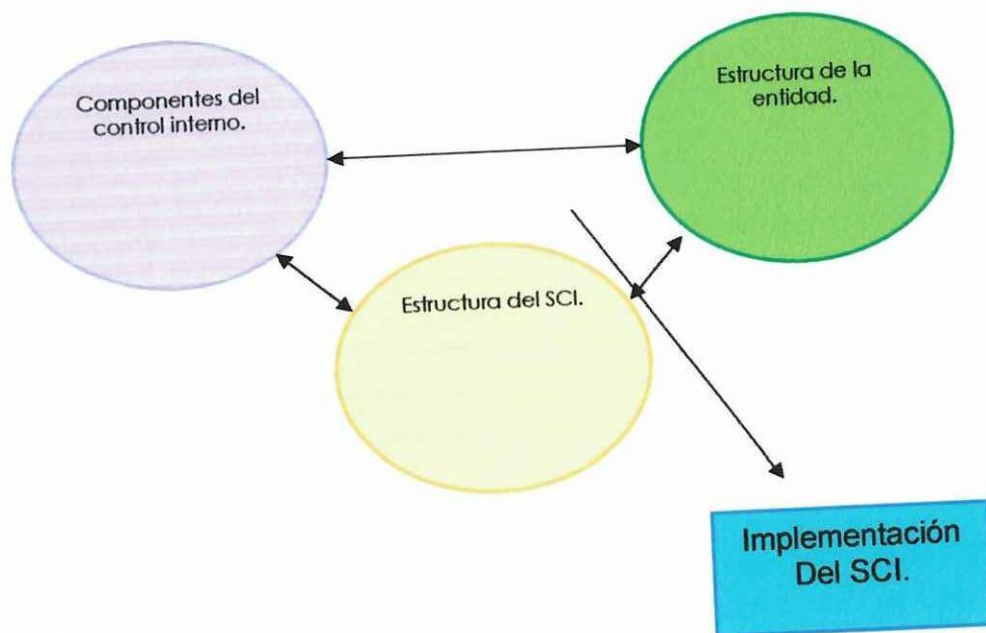 Componentes del
control interno.
Estructura de la
entidad.
Estructura del SCI.
Implementación
Del SCI.